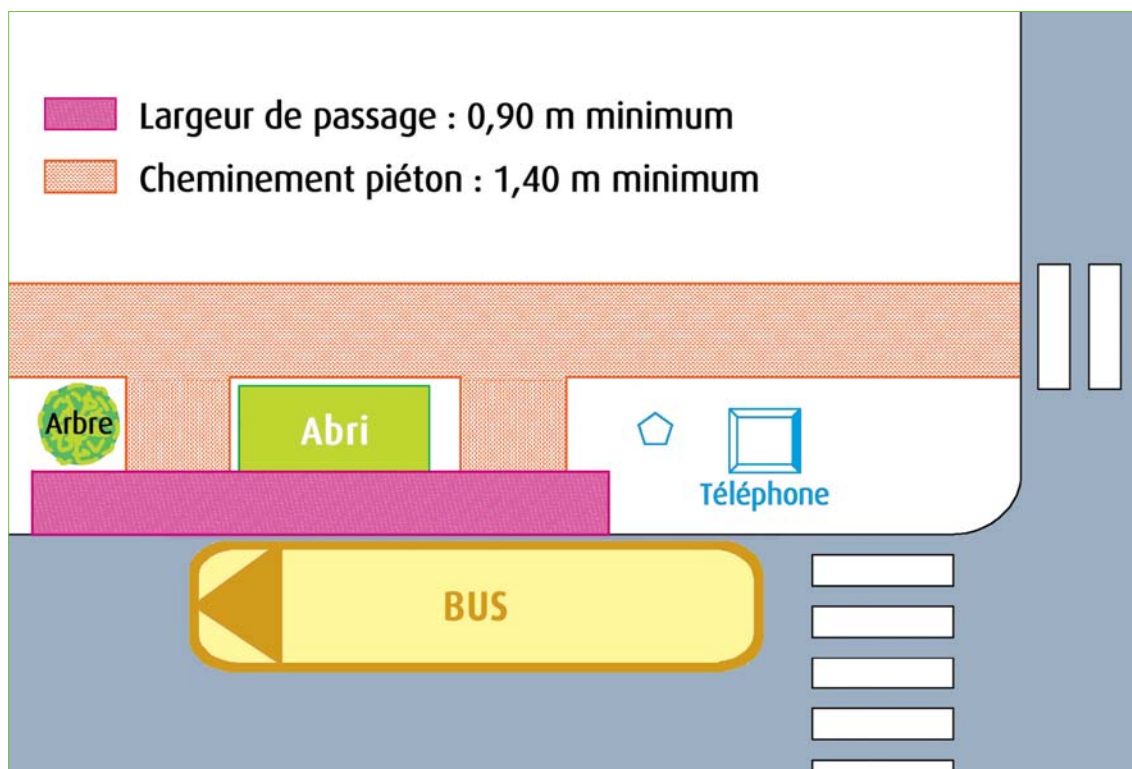 Largeur de passage : 0,90 m minimum
Cheminement piéton : 1,40 m minimum
Arbre
Abri
Téléphone
BUS